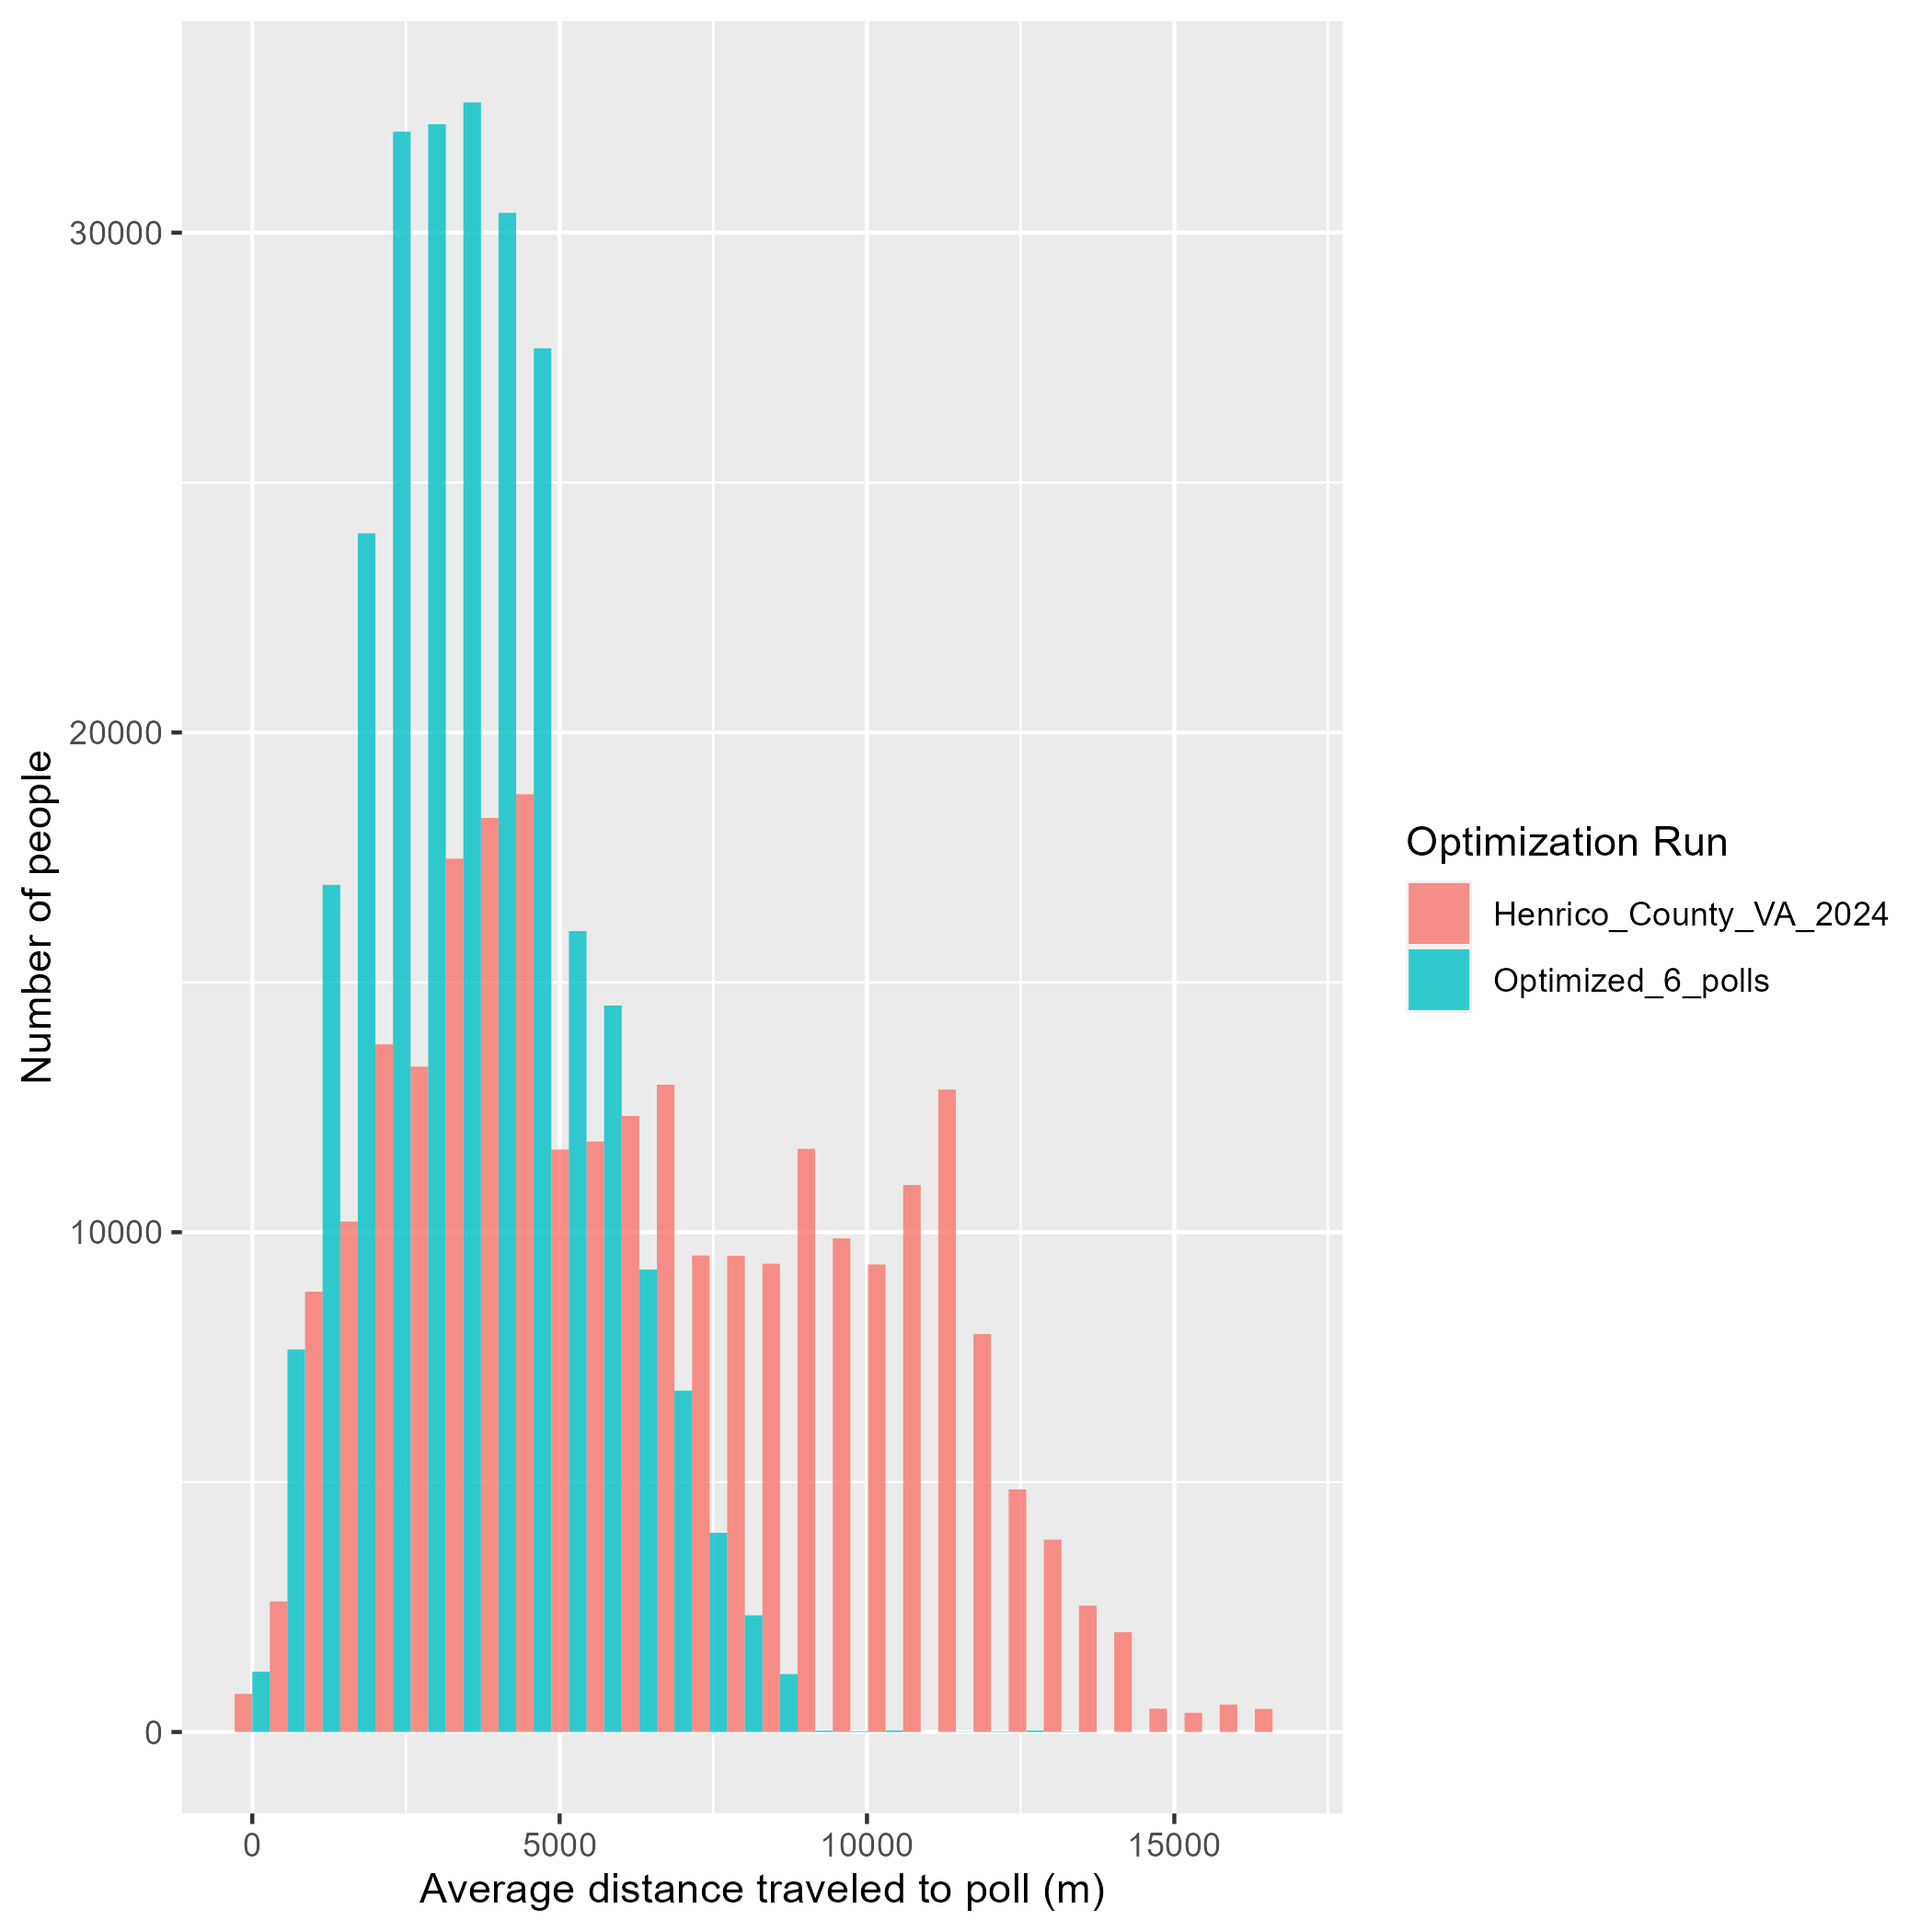 30000
20000
10000
0
Number of people
0 5000 10000 15000
Average distance traveled to poll (m)
Optimization Run
Henrico_County_VA_2024
Optimized_6_polls